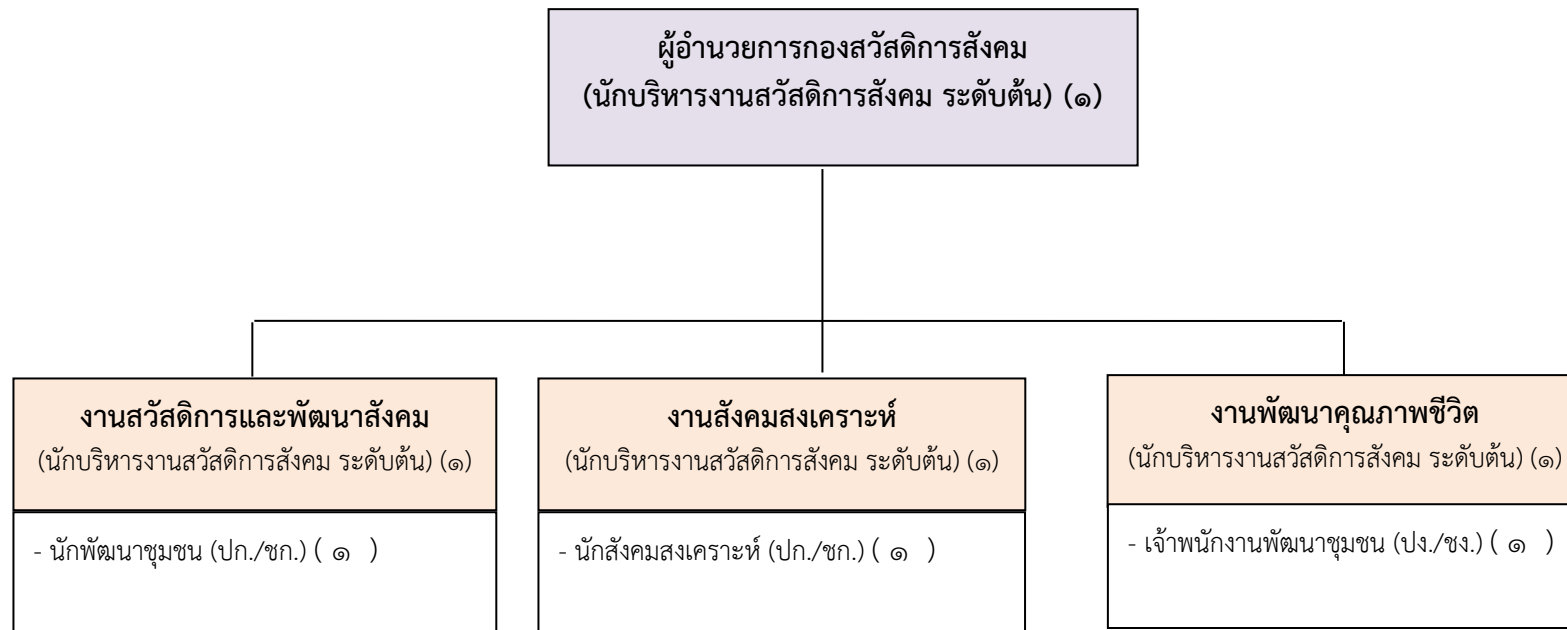 ผู้อำนวยการกองสวัสดิการสังคม
(นักบริหารงานสวัสดิการสังคม ระดับต้น) (๑)
งานสวัสดิการและพัฒนาสังคม
(นักบริหารงานสวัสดิการสังคม ระดับต้น) (๑)
- นักพัฒนาชุมชน (ปก./ชก.) ( ๑ )
งานสังคมสงเคราะห์
(นักบริหารงานสวัสดิการสังคม ระดับต้น) (๑)
- นักสังคมสงเคราะห์ (ปก./ชก.) ( ๑ )
งานพัฒนาคุณภาพชีวิต
(นักบริหารงานสวัสดิการสังคม ระดับต้น) (๑)
- เจ้าพนักงานพัฒนาชุมชน (ปง./ชง.) ( ๑ )